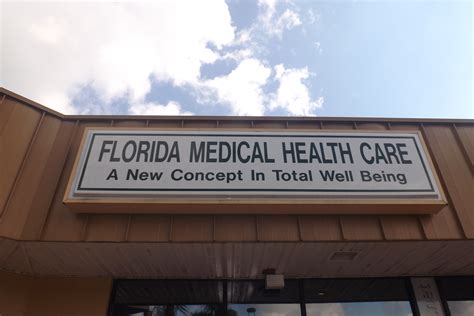 FLORIDA MEDICAL HEALTH CARE
A New Concept In Total Well Being